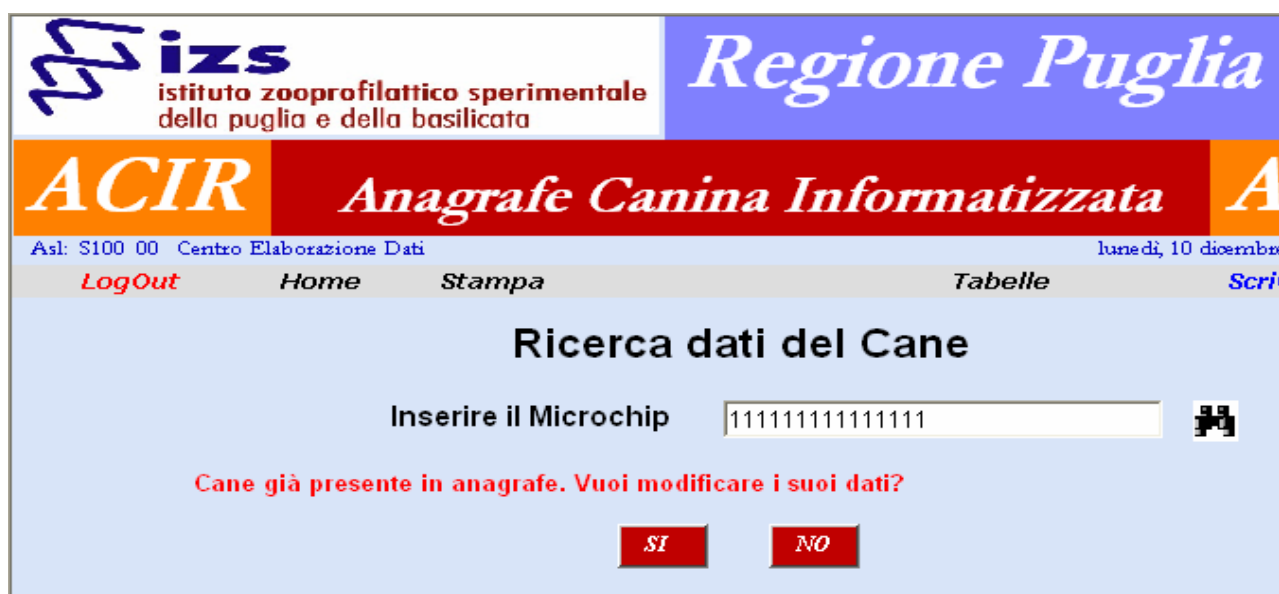 izs
istituto zooprofilattico sperimentale
della puglia e della basilicata
Regione Puglia
ACIR Anagrafe Canina Informatizzata A
Asl: S100 00 Centro Elaborazione Dati lunedì, 10 dicembre
LogOut Home Stampa Tabelle Scri
Ricerca dati del Cane
Inserire il Microchip 111111111111111
Cane già presente in anagrafe. Vuoi modificare i suoi dati?
SI NO